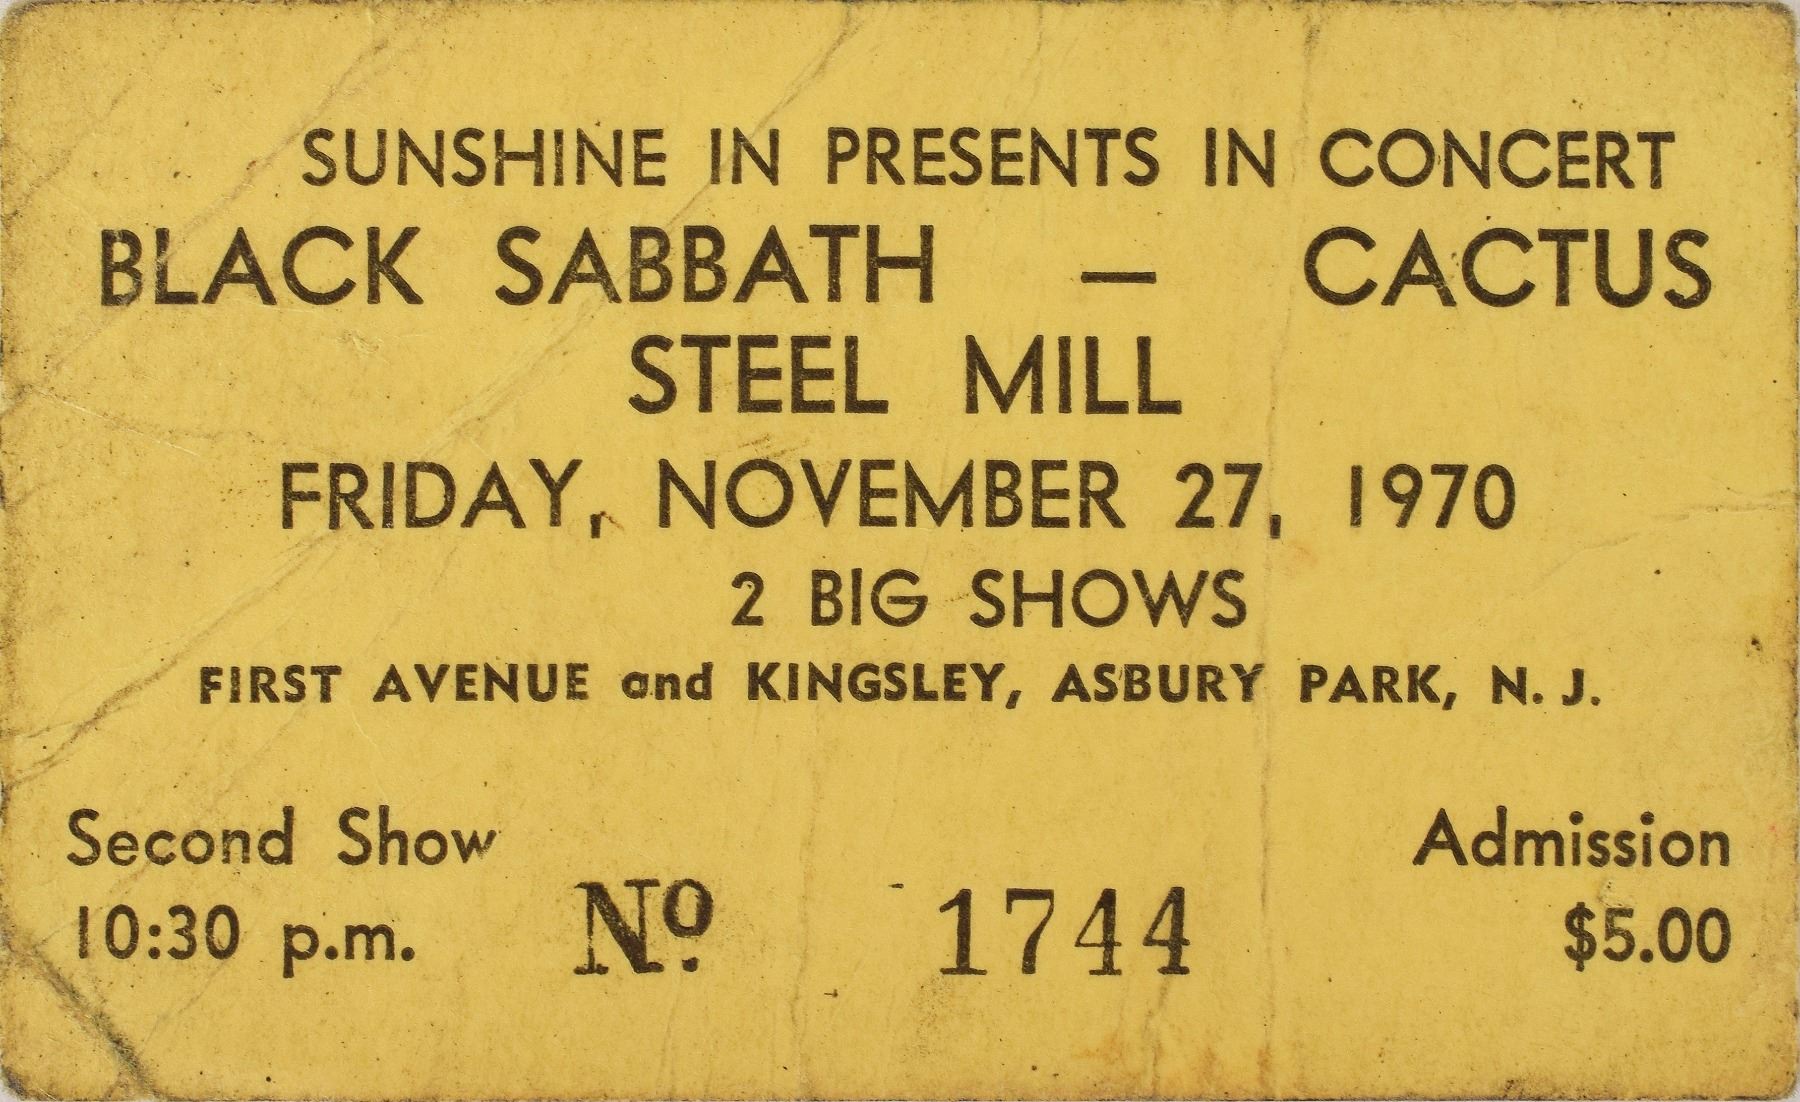 SUNSHINE IN PRESENTS IN CONCERT
BLACK SABBATH — CACTUS
STEEL MILL
FRIDAY, NOVEMBER 27, 1970
2 BIG SHOWS
FIRST AVENUE and KINGSLEY, ASBURY PARK, N. J.
Second Show
10:30 p.m.
Nº 1744
Admission
$5.00